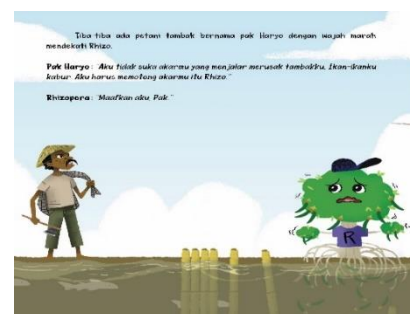 Tiba-tiba ada petani tambak bernama pak Haryo dengan wajah marah
mendekati Rhizo.
Pak Haryo : "Aku tidak suka akarmu yang menjalar merusak tambakku, Ikan-ikanku
kabur. Aku harus memotong akarmu itu Rhizo."
Rhizopora : "Maafkan aku, Pak."
R